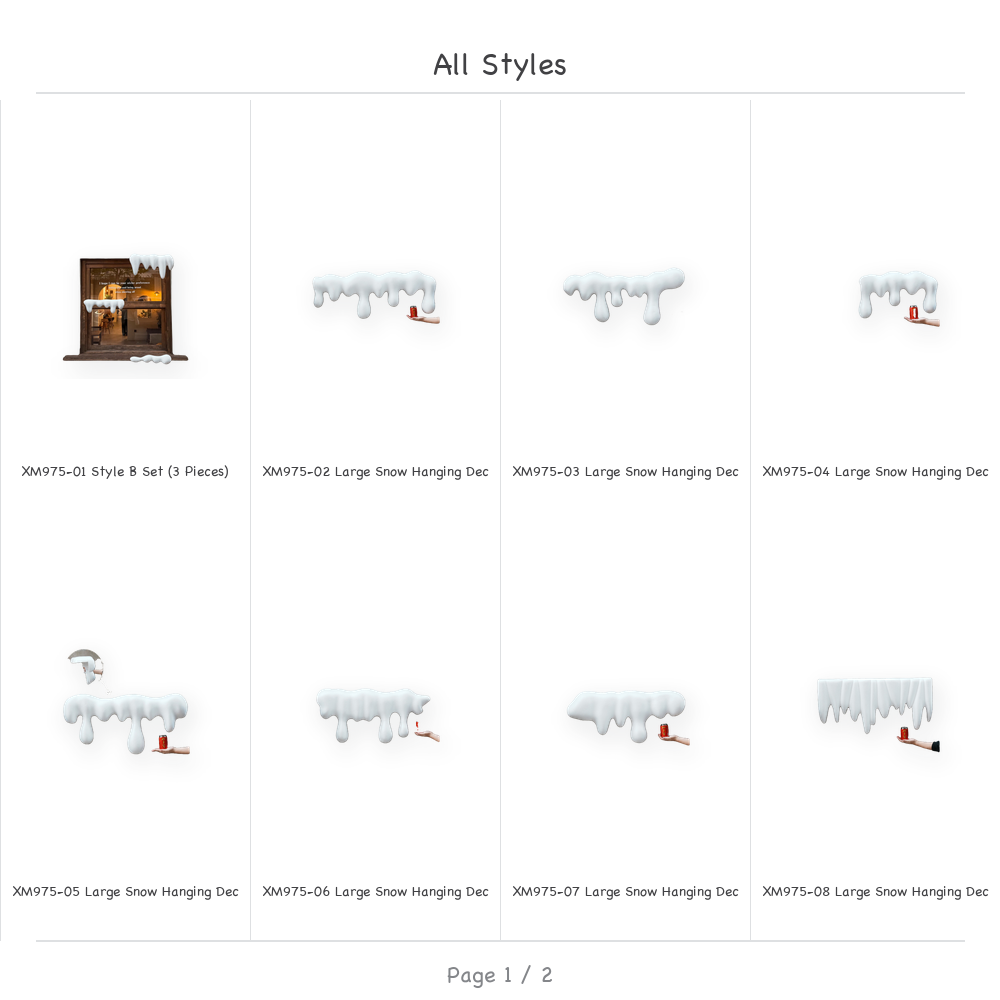 All Styles
XM975-01 Style B Set (3 Pieces)
XM975-02 Large Snow Hanging Dec
XM975-03 Large Snow Hanging Dec
XM975-04 Large Snow Hanging Dec
XM975-05 Large Snow Hanging Dec
XM975-06 Large Snow Hanging Dec
XM975-07 Large Snow Hanging Dec
XM975-08 Large Snow Hanging Dec
Page 1 / 2